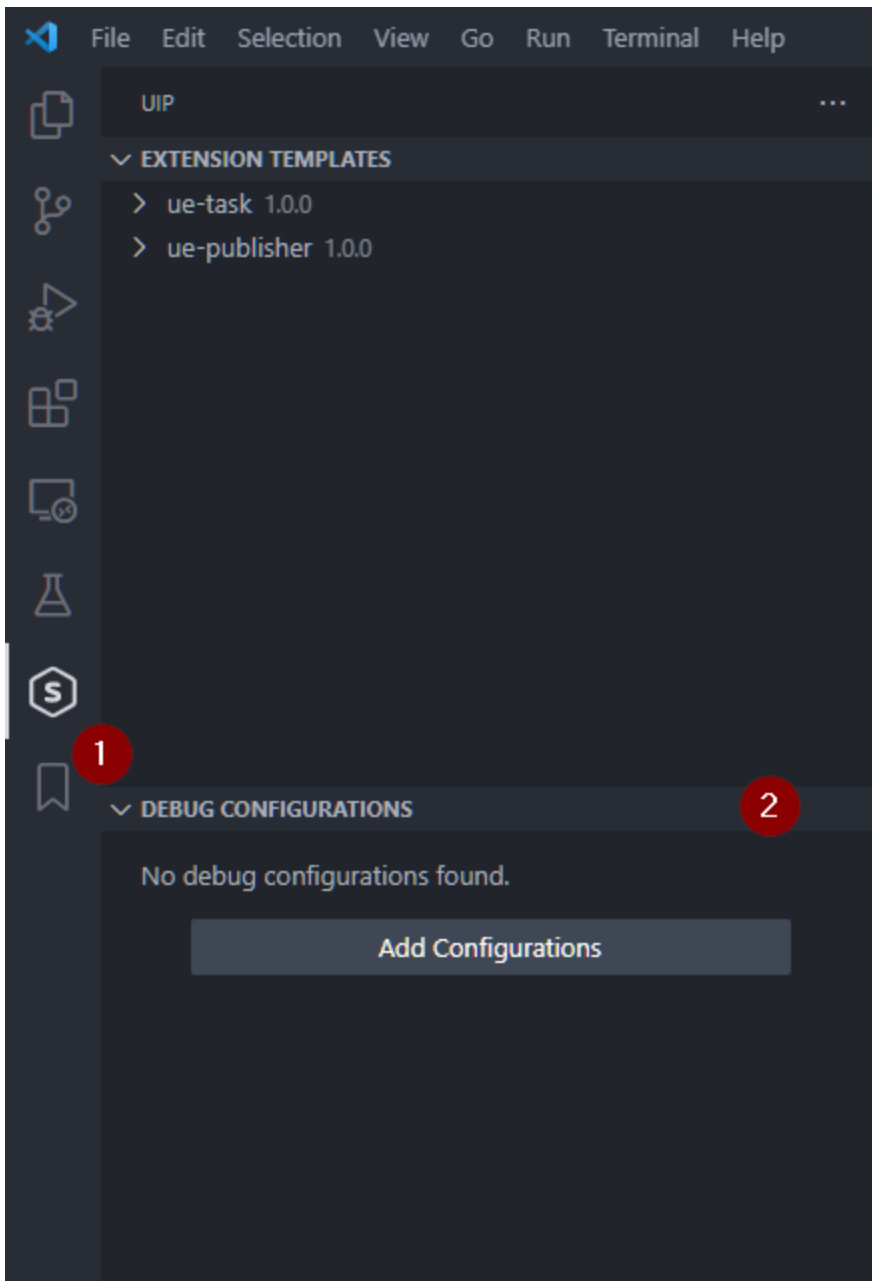 File Edit Selection View Go Run Terminal Help
UIP
EXTENSION TEMPLATES
ue-task 1.0.0
ue-publisher 1.0.0
S
1
DEBUG CONFIGURATIONS 2
No debug configurations found.
Add Configurations